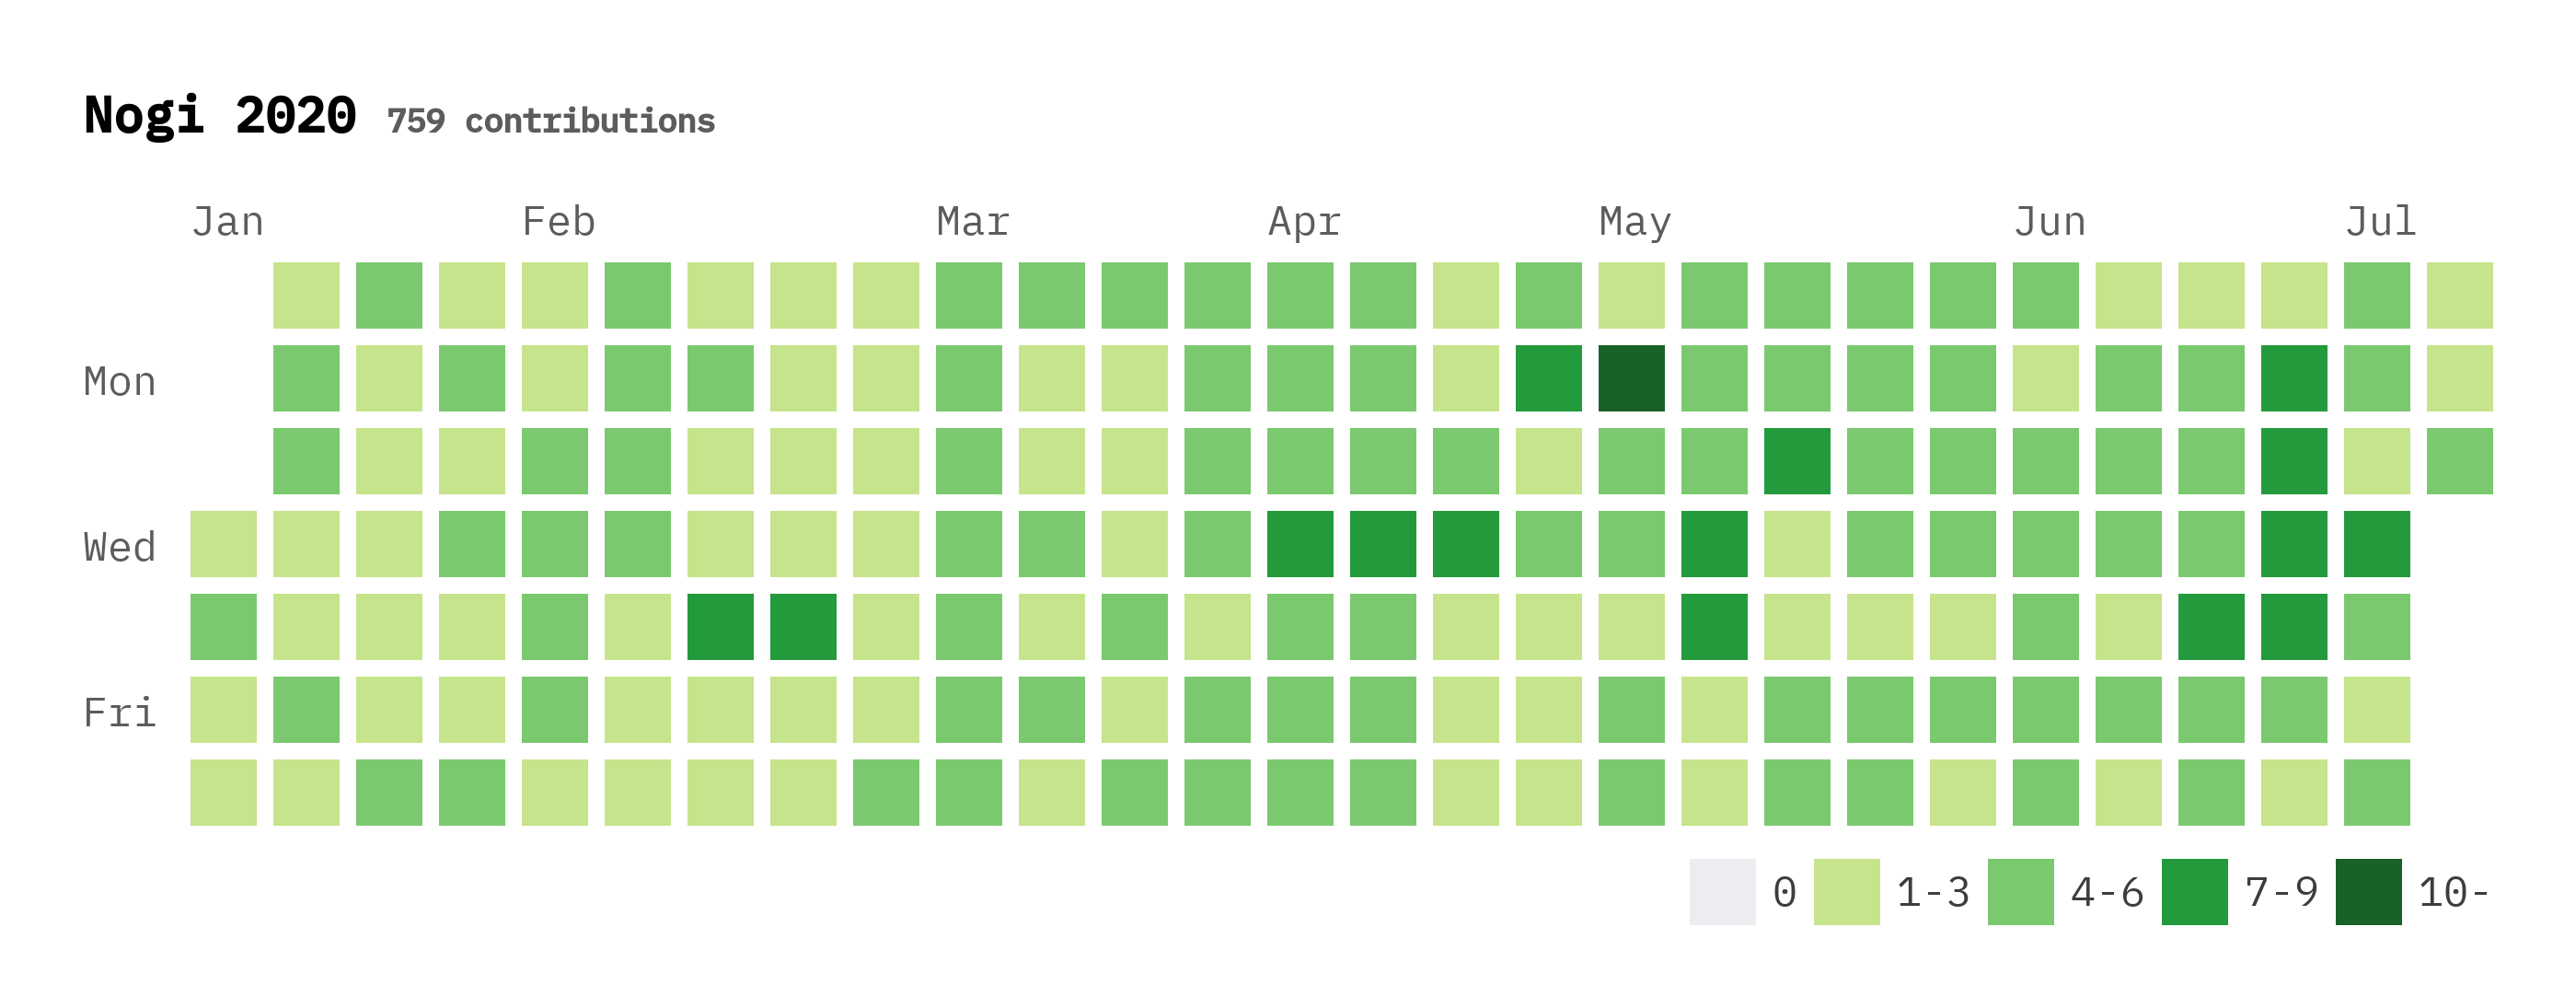 Nogi 2020 759 contributions
Jan Feb Mar Apr May Jun Jul
Mon
Wed
Fri
0 1-3 4-6 7-9 10-